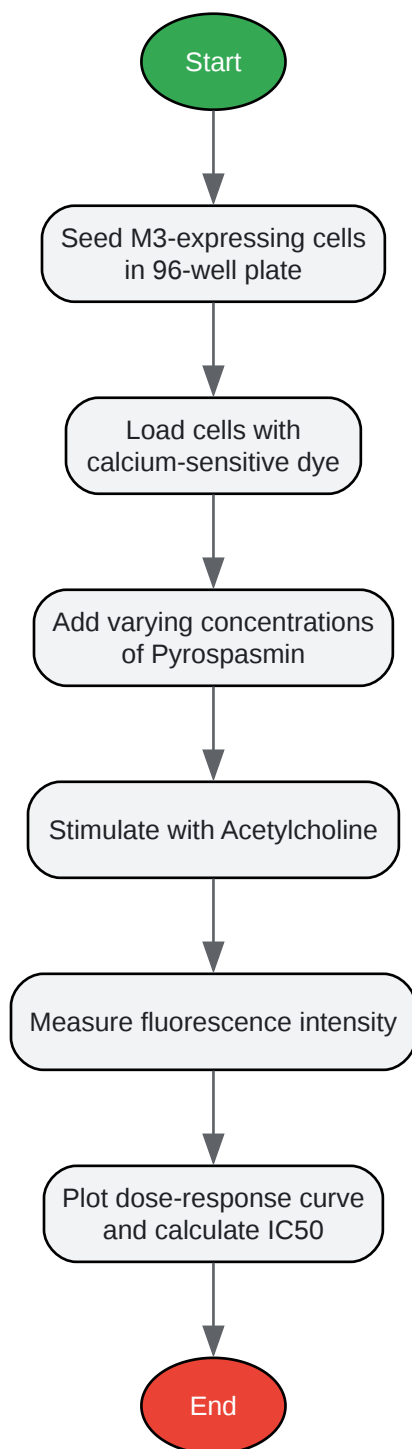 Start
Seed M3-expressing cells
in 96-well plate
Load cells with
calcium-sensitive dye
Add varying concentrations
of Pyrospasmin
Stimulate with Acetylcholine
Measure fluorescence intensity
Plot dose-response curve
and calculate IC50
End